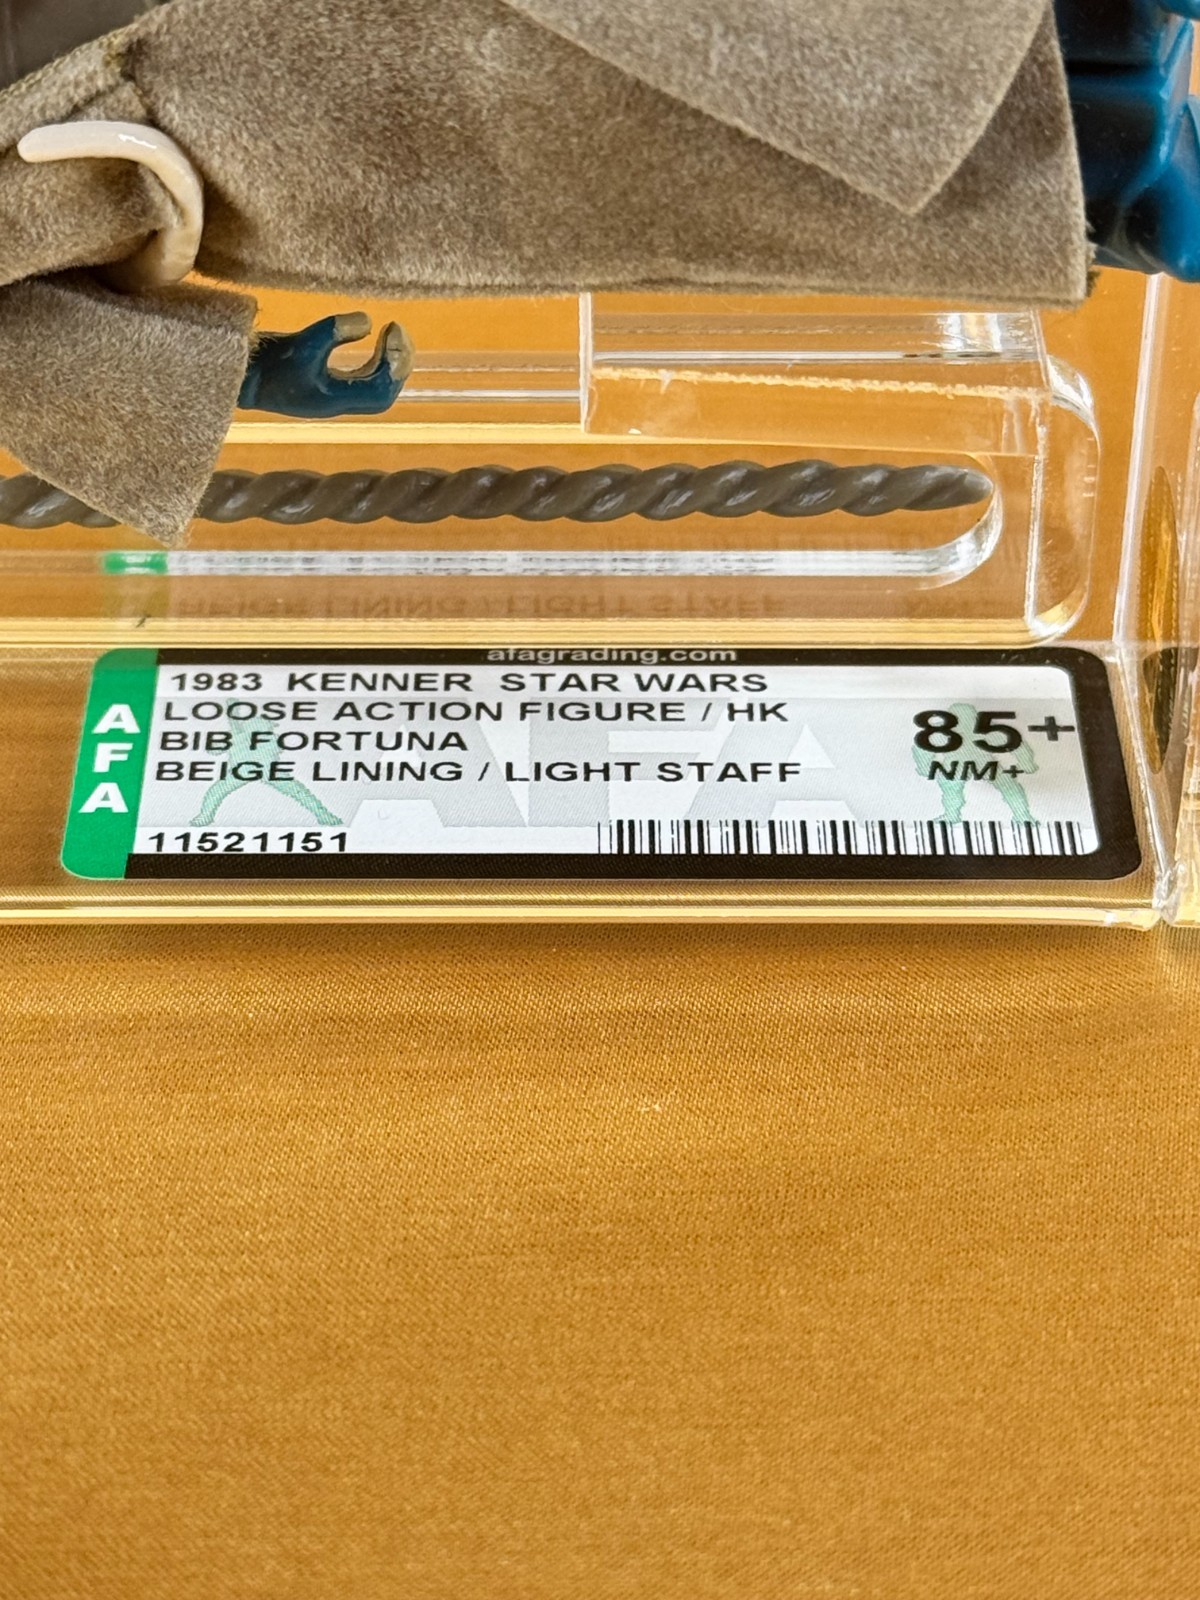 afagrading.com
AFA
1983 KENNER STAR WARS
LOOSE ACTION FIGURE / HK
BIB FORTUNA
BEIGE LINING / LIGHT STAFF
85+
NM+
11521151